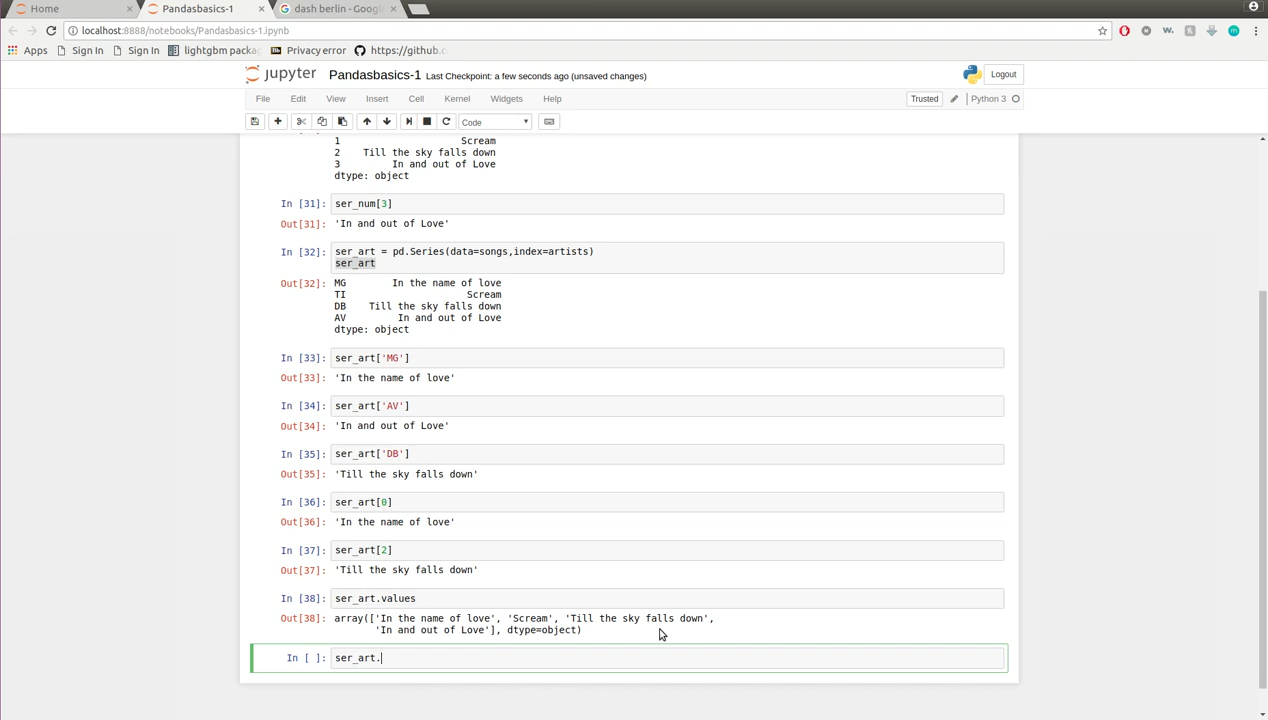 Home
Pandasbasics-1
dash berlin - Googl
localhost:8888/notebooks/Pandasbasics-1.ipynb
Apps Sign In Sign In lightgbm packag Privacy error https://github.c
jupyter Pandasbasics-1 Last Checkpoint: a few seconds ago (unsaved changes) Logout
File Edit View Insert Cell Kernel Widgets Help Trusted Python 3
Code
1 Scream
2 Till the sky falls down
3 In and out of Love
dtype: object
In [31]: ser_num[3]
Out[31]: 'In and out of Love'
In [32]: ser_art = pd.Series(data=songs,index=artists)
ser_art
Out[32]: MG In the name of love
TI Scream
DB Till the sky falls down
AV In and out of Love
dtype: object
In [33]: ser_art['MG']
Out[33]: 'In the name of love'
In [34]: ser_art['AV']
Out[34]: 'In and out of Love'
In [35]: ser_art['DB']
Out[35]: 'Till the sky falls down'
In [36]: ser_art[0]
Out[36]: 'In the name of love'
In [37]: ser_art[2]
Out[37]: 'Till the sky falls down'
In [38]: ser_art.values
Out[38]: array(['In the name of love', 'Scream', 'Till the sky falls down',
'In and out of Love'], dtype=object)
In [ ]: ser_art.